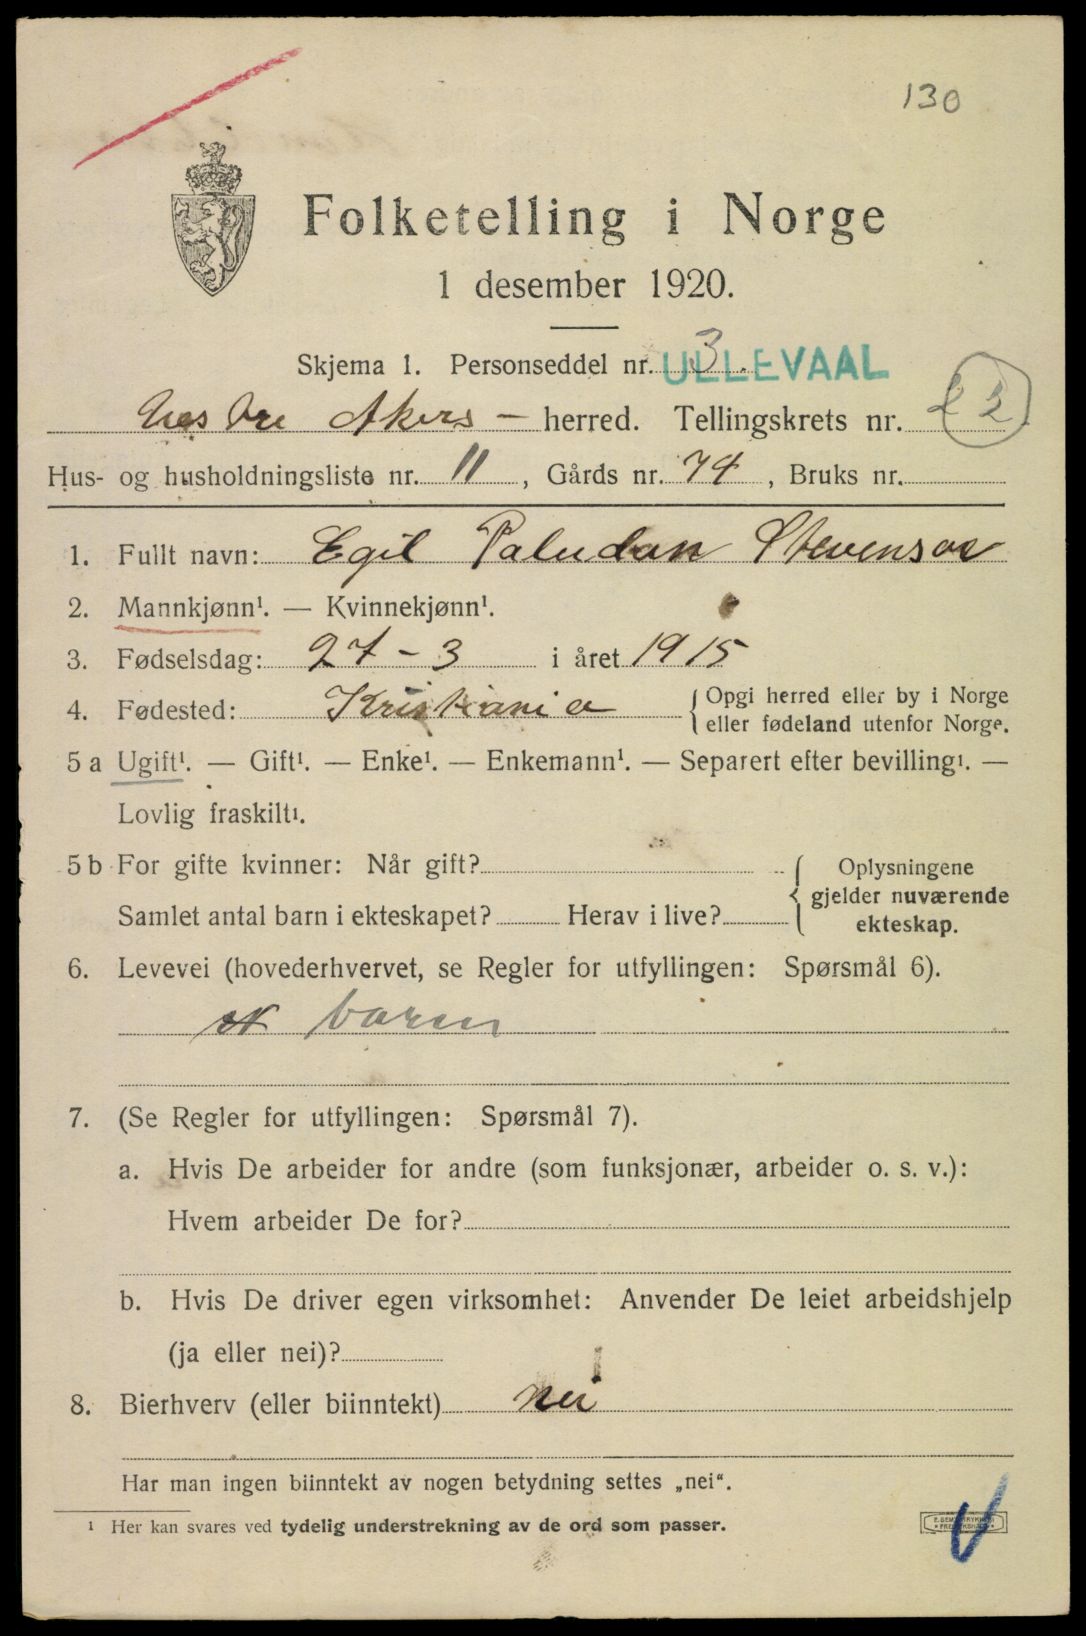 130
Folketelling i Norge
1 desember 1920.
Skjema 1. Personseddel nr. 3. ULLEVAAL
Vestre Akers — herred. Tellingskrets nr. 22
Hus- og husholdningsliste nr. 11, Gårds nr. 74, Bruks nr.
1. Fullt navn: Egil Paludan Stevenson
2. Mannkjønn¹. — Kvinnekjønn¹.
3. Fødselsdag: 27 - 3 i året 1915
4. Fødested: Kristiania { Opgi herred eller by i Norge
eller fødeland utenfor Norge.
5 a Ugift¹. — Gift¹. — Enke¹. — Enkemann¹. — Separert efter bevilling¹. —
Lovlig fraskilt¹.
5 b For gifte kvinner: Når gift? { Oplysningene
gjelder nuværende
Samlet antal barn i ekteskapet? Herav i live?
ekteskap.
6. Levevei (hovederhvervet, se Regler for utfyllingen: Spørsmål 6).
barn
7. (Se Regler for utfyllingen: Spørsmål 7).
a. Hvis De arbeider for andre (som funksjonær, arbeider o. s. v.):
Hvem arbeider De for?
b. Hvis De driver egen virksomhet: Anvender De leiet arbeidshjelp
(ja eller nei)?
8. Bierhverv (eller biinntekt) nei
Har man ingen biinntekt av nogen betydning settes „nei“.
¹ Her kan svares ved tydelig understrekning av de ord som passer.